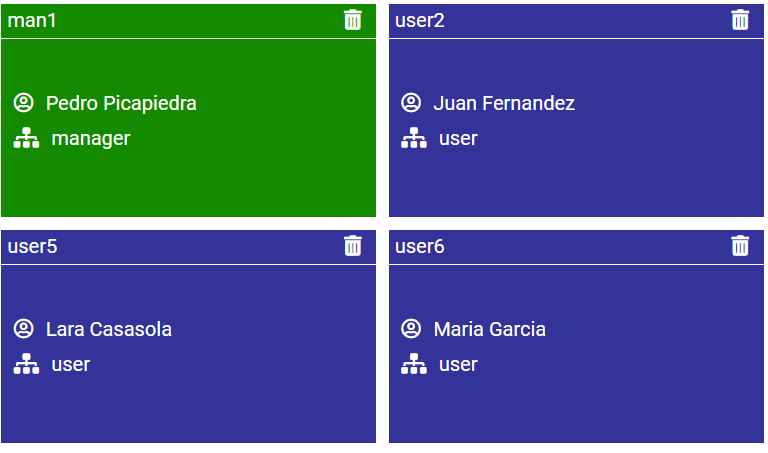 man1
Pedro Picapiedra
manager
user2
Juan Fernandez
user
user5
Lara Casasola
user
user6
Maria Garcia
user